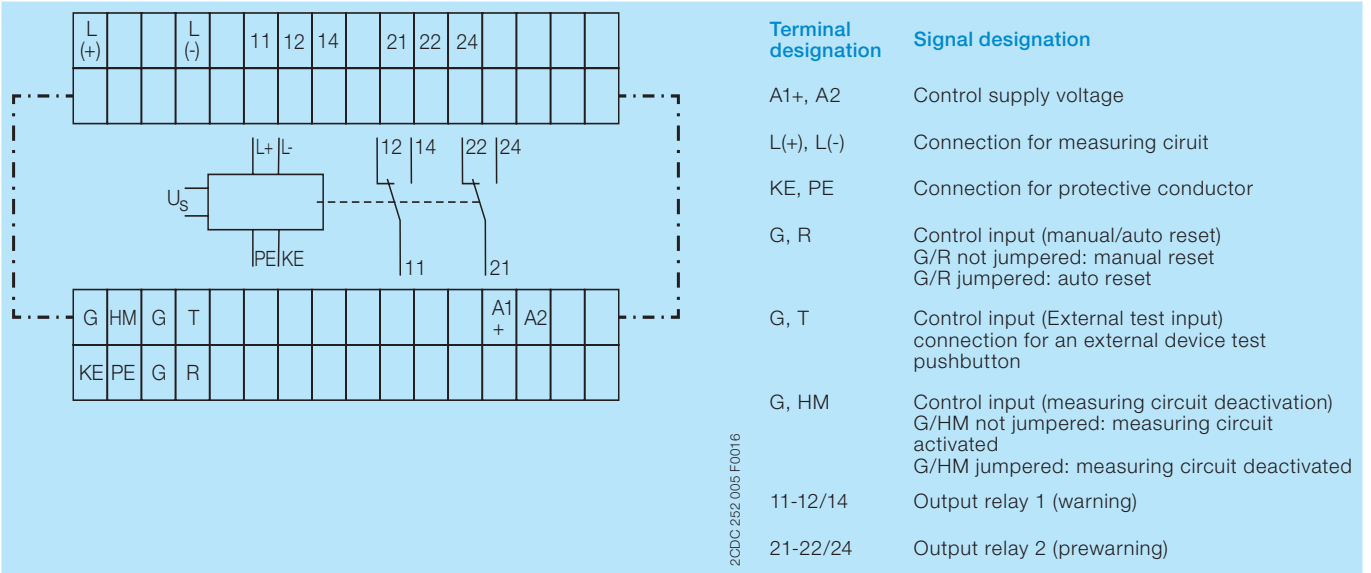 L (+) L (-) 11 12 14 21 22 24
L+ L- 12 14 22 24
US
PE KE 11 21
G HM G T A1 + A2
KE PE G R
Terminal designation Signal designation
A1+, A2 Control supply voltage
L(+), L(-) Connection for measuring ciruit
KE, PE Connection for protective conductor
G, R Control input (manual/auto reset)
G/R not jumpered: manual reset
G/R jumpered: auto reset
G, T Control input (External test input)
connection for an external device test
pushbutton
G, HM Control input (measuring circuit deactivation)
G/HM not jumpered: measuring circuit
activated
G/HM jumpered: measuring circuit deactivated
11-12/14 Output relay 1 (warning)
21-22/24 Output relay 2 (prewarning)
2CDC 252 005 F0016